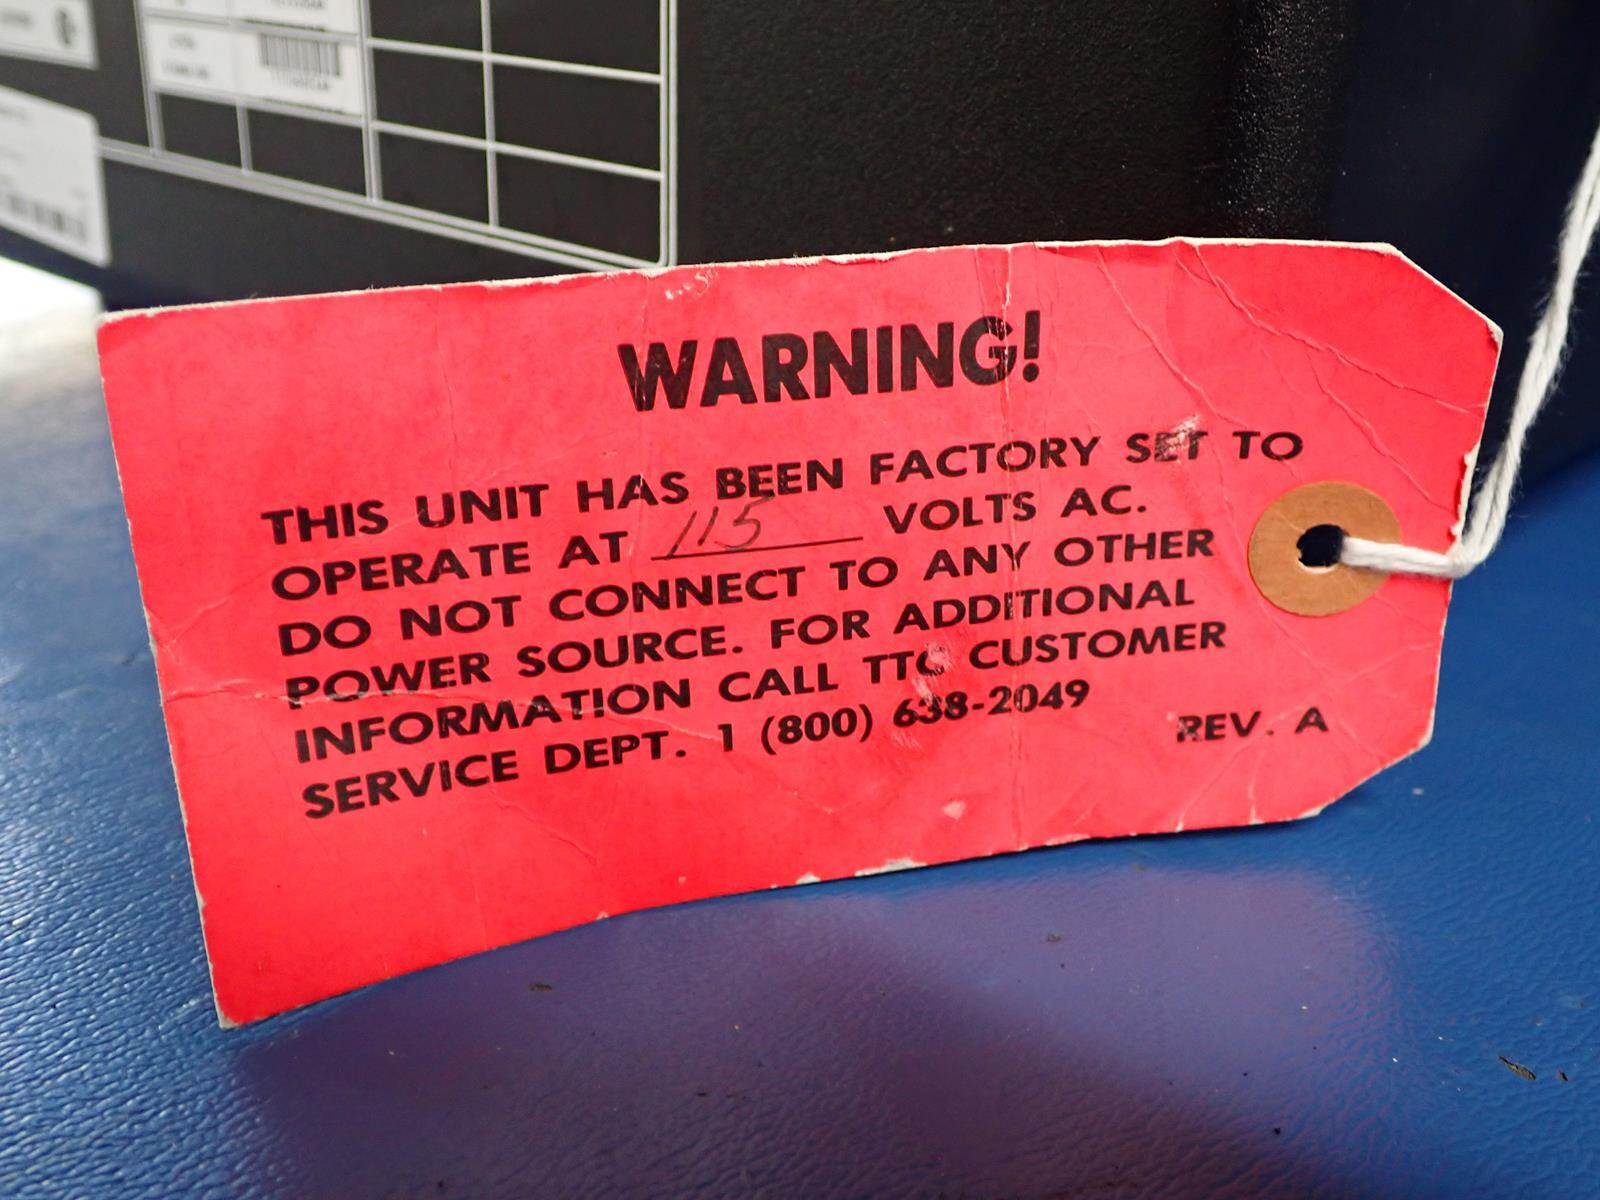 WARNING!
THIS UNIT HAS BEEN FACTORY SET TO
OPERATE AT 115 VOLTS AC.
DO NOT CONNECT TO ANY OTHER
POWER SOURCE. FOR ADDITIONAL
INFORMATION CALL TTC CUSTOMER
SERVICE DEPT. 1 (800) 638-2049
REV. A